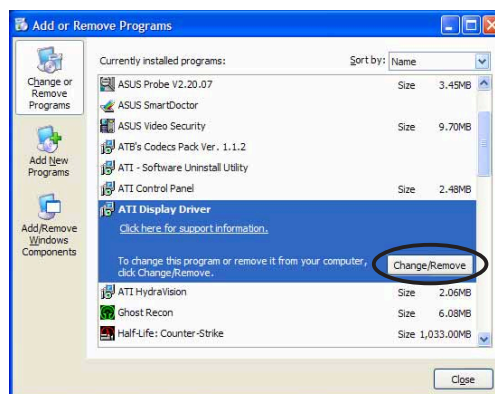 Add or Remove Programs
Change or
Remove
Programs
Add New
Programs
Add/Remove
Windows
Components
Currently installed programs:
Sort by: Name
ASUS Probe V2.20.07 Size 3.45MB
ASUS SmartDoctor
ASUS Video Security Size 9.70MB
ATB's Codecs Pack Ver. 1.1.2
ATI - Software Uninstall Utility
ATI Control Panel Size 2.48MB
ATI Display Driver
Click here for support information.
To change this program or remove it from your computer,
click Change/Remove.
Change/Remove
ATI HydraVision Size 2.06MB
Ghost Recon Size 6.08MB
Half-Life: Counter-Strike Size 1,033.00MB
Close